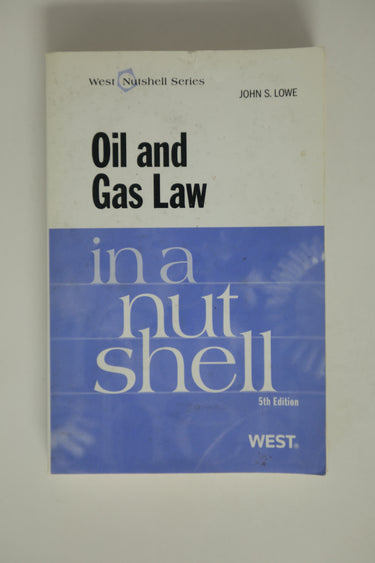 West Nutshell Series
JOHN S. LOWE
Oil and
Gas Law
in a
nut
shell
5th Edition
WEST®